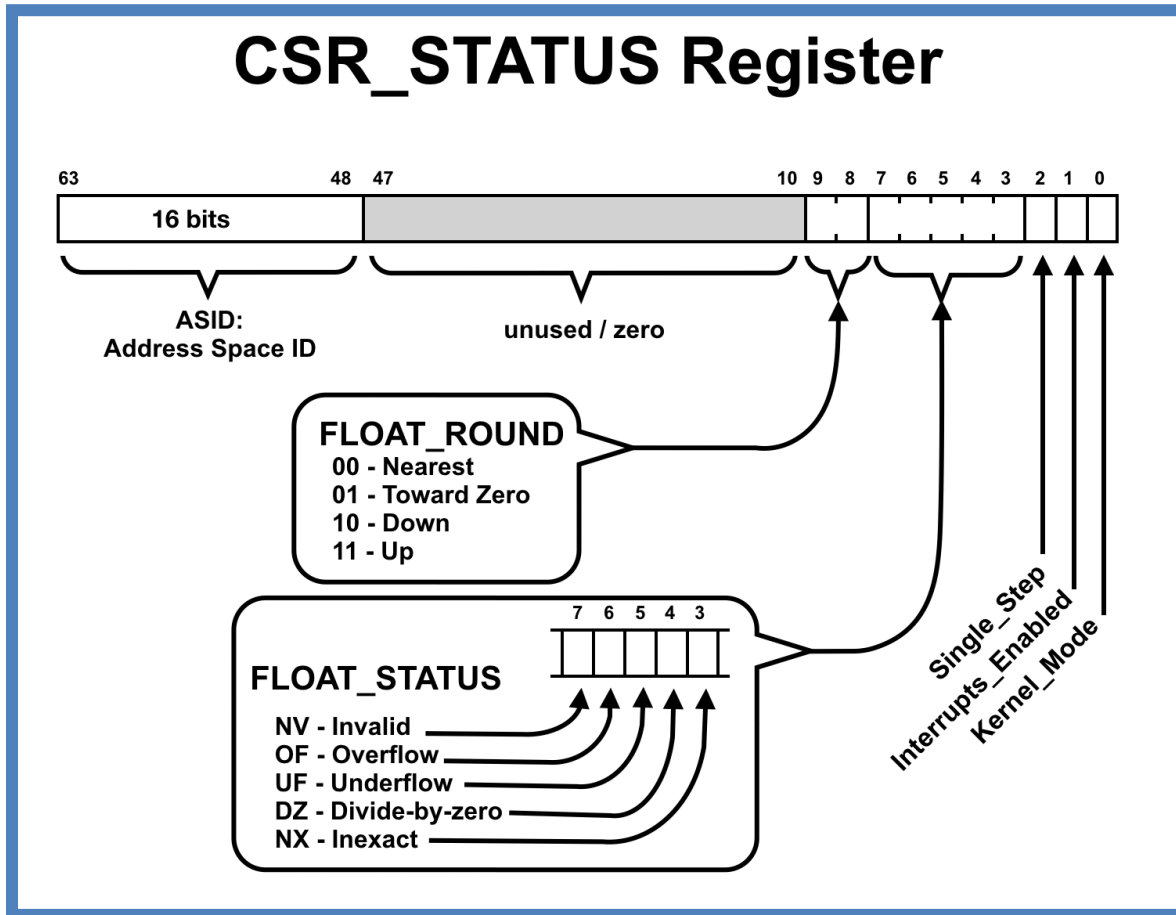 CSR_STATUS Register
63 48 47 10 9 8 7 6 5 4 3 2 1 0
16 bits
ASID:
Address Space ID
unused / zero
FLOAT_ROUND
00 - Nearest
01 - Toward Zero
10 - Down
11 - Up
7 6 5 4 3
FLOAT_STATUS
NV - Invalid
OF - Overflow
UF - Underflow
DZ - Divide-by-zero
NX - Inexact
Single_Step
Interrupts_Enabled
Kernel_Mode